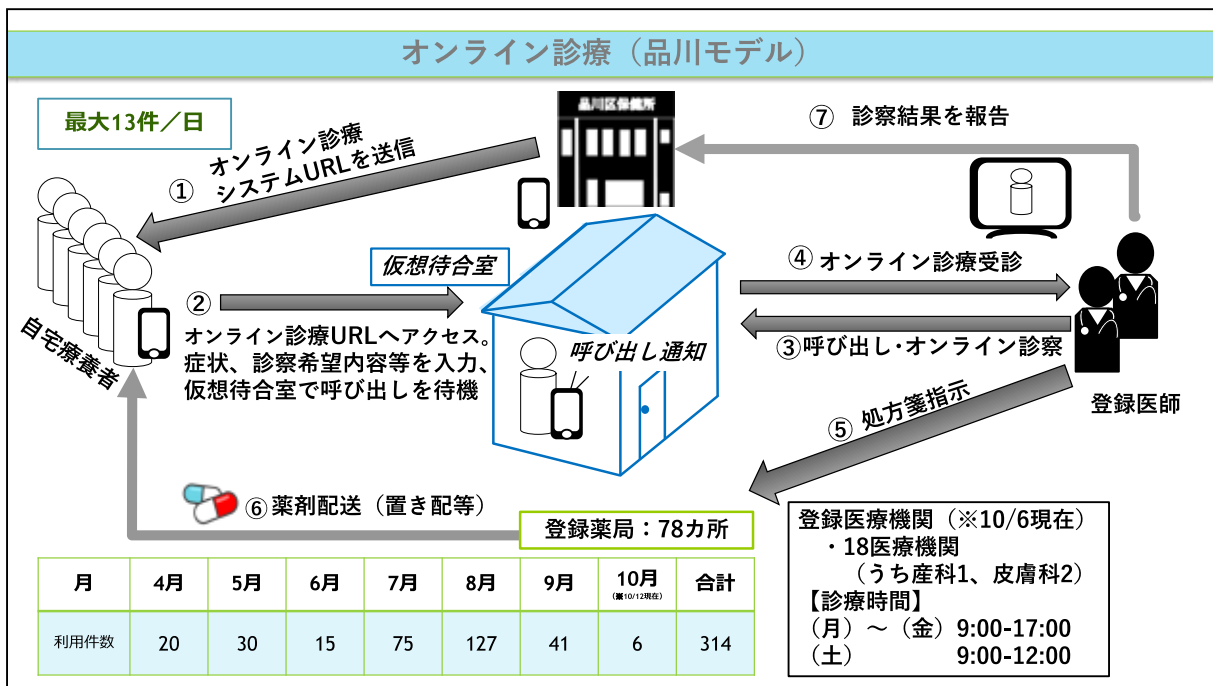 オンライン診療（品川モデル）
最大13件／日
品川区保健所
⑦ 診察結果を報告
① オンライン診療
システムURLを送信
仮想待合室
④ オンライン診療受診
②
オンライン診療URLへアクセス。
症状、診察希望内容等を入力、
仮想待合室で呼び出しを待機
自宅療養者
呼び出し通知
③呼び出し・オンライン診察
登録医師
⑤ 処方箋指示
⑥薬剤配送（置き配等）
登録薬局：78カ所
登録医療機関（※10/6現在）
・18医療機関
（うち産科1、皮膚科2）
【診療時間】
（月）～（金）9:00-17:00
（土） 9:00-12:00
月 4月 5月 6月 7月 8月 9月 10月 合計
（※10/12現在）
利用件数 20 30 15 75 127 41 6 314